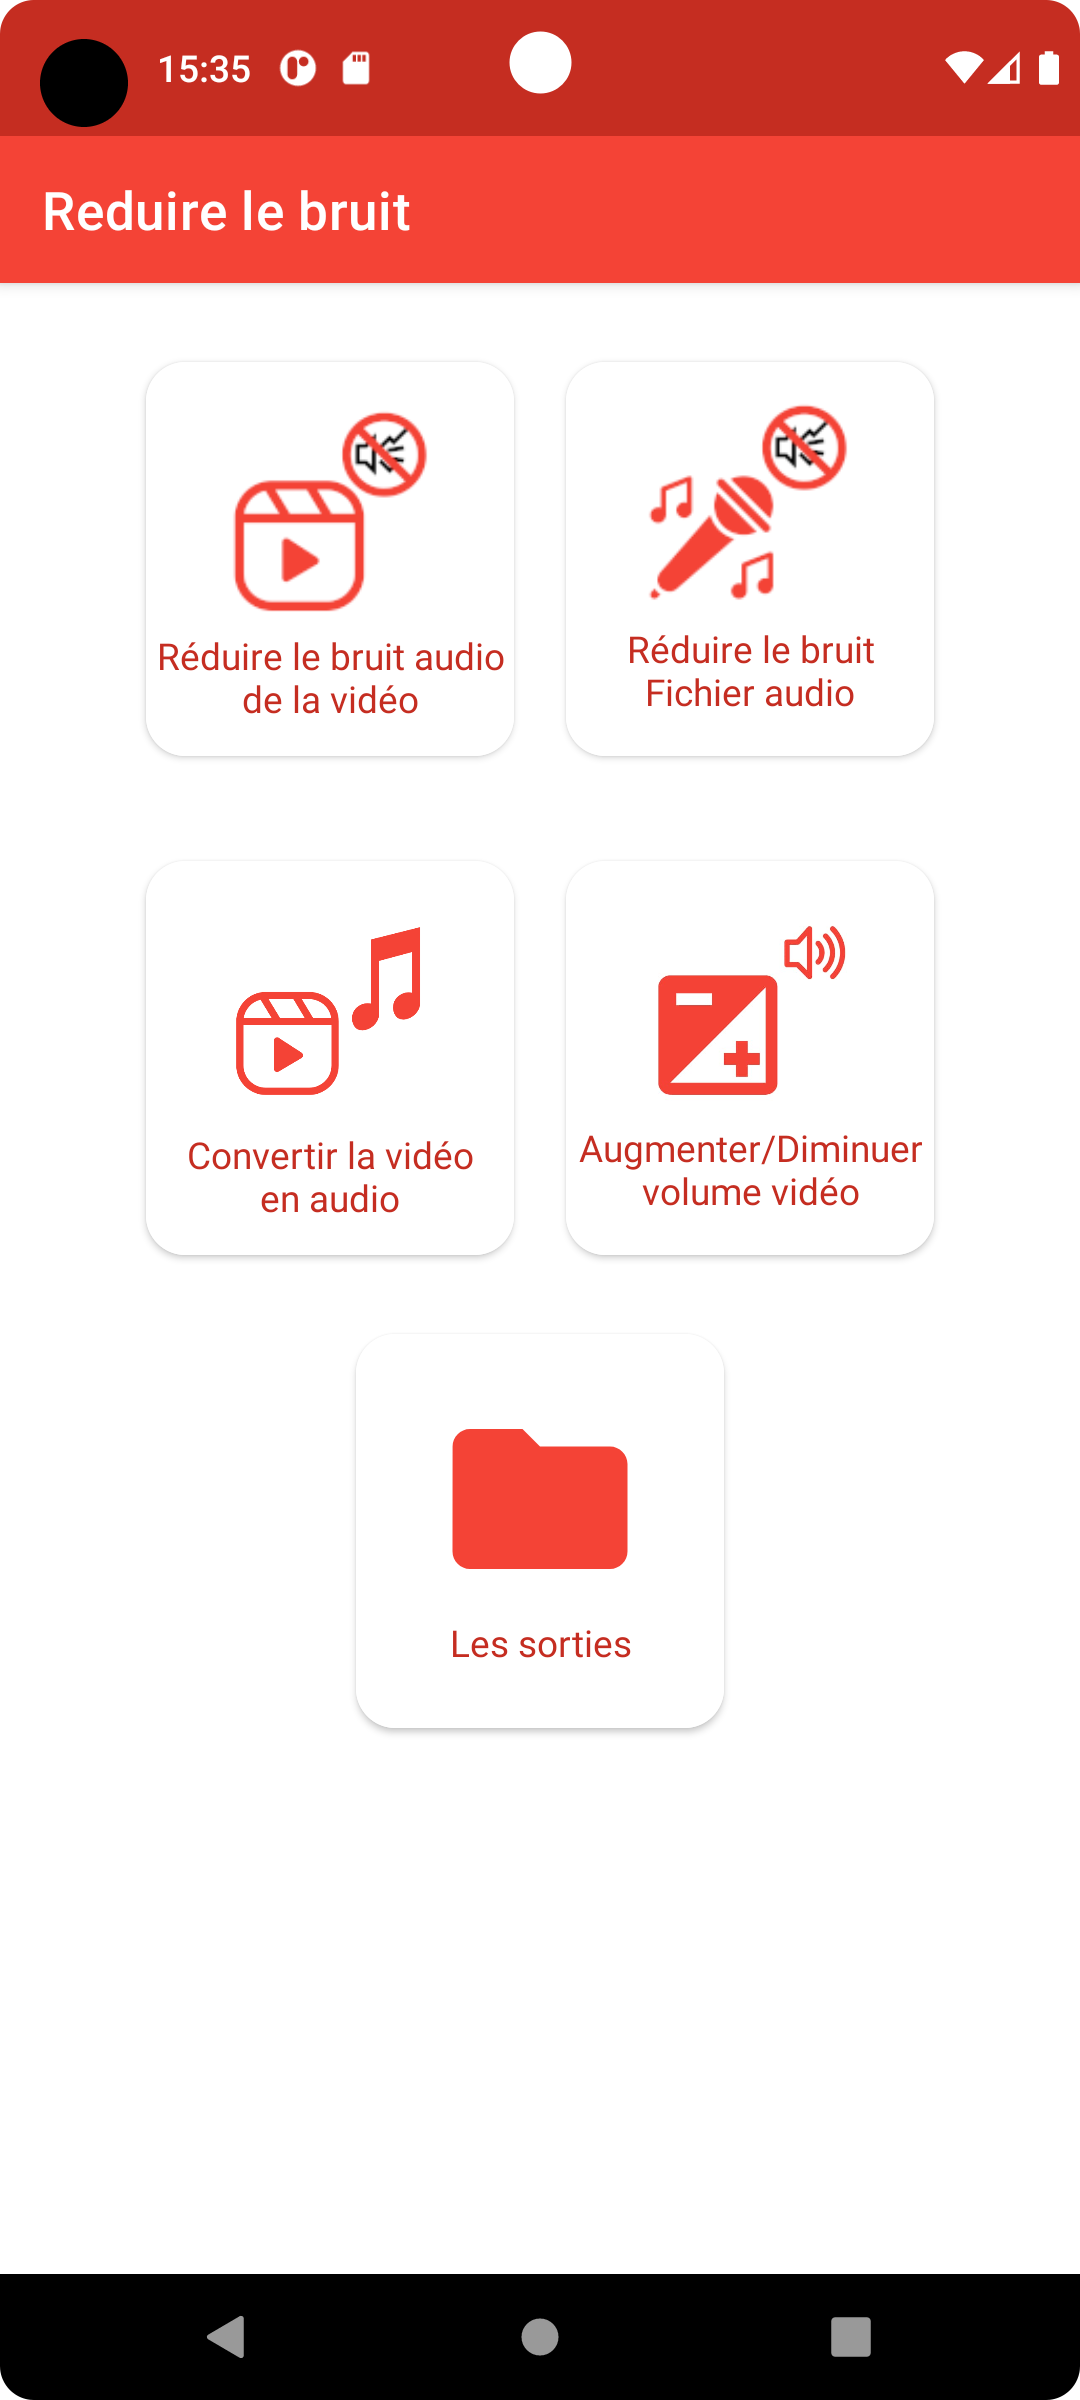 15:35
Reduire le bruit
Réduire le bruit audio
de la vidéo
Réduire le bruit
Fichier audio
Convertir la vidéo
en audio
Augmenter/Diminuer
volume vidéo
Les sorties